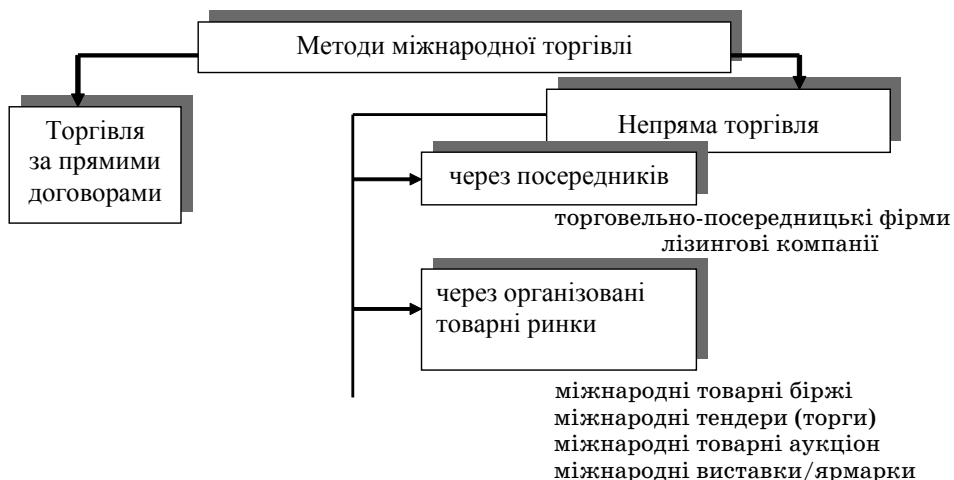 Методи міжнародної торгівлі
Торгівля
за прямими
договорами
Непряма торгівля
через посередників
торговельно-посередницькі фірми
лізингові компанії
через організовані
товарні ринки
міжнародні товарні біржі
міжнародні тендери (торги)
міжнародні товарні аукціон
міжнародні виставки/ярмарки